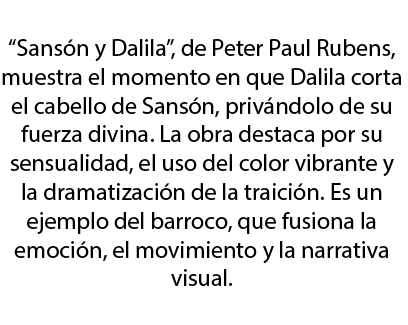 “Sansón y Dalila”, de Peter Paul Rubens,
muestra el momento en que Dalila corta
el cabello de Sansón, privándolo de su
fuerza divina. La obra destaca por su
sensualidad, el uso del color vibrante y
la dramatización de la traición. Es un
ejemplo del barroco, que fusiona la
emoción, el movimiento y la narrativa
visual.